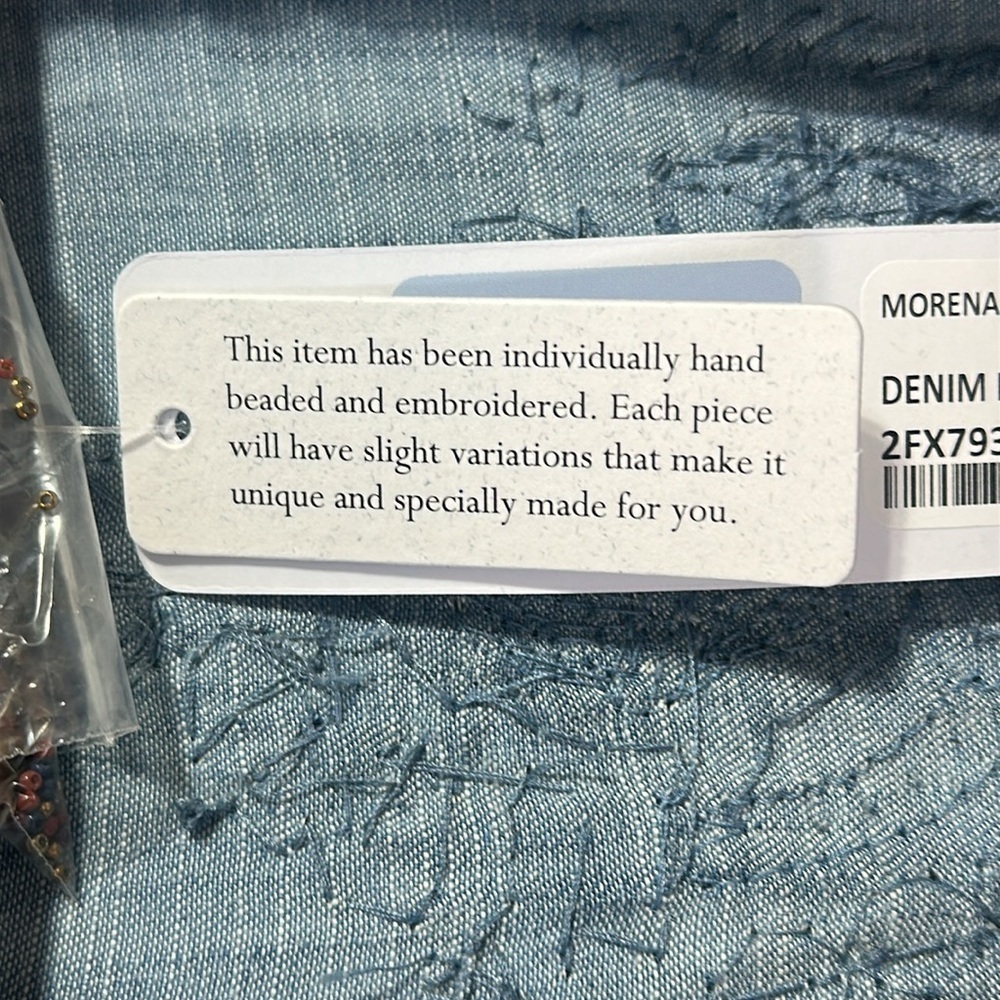 This item has been individually hand
beaded and embroidered. Each piece
will have slight variations that make it
unique and specially made for you.
MORENA
DENIM
2FX793